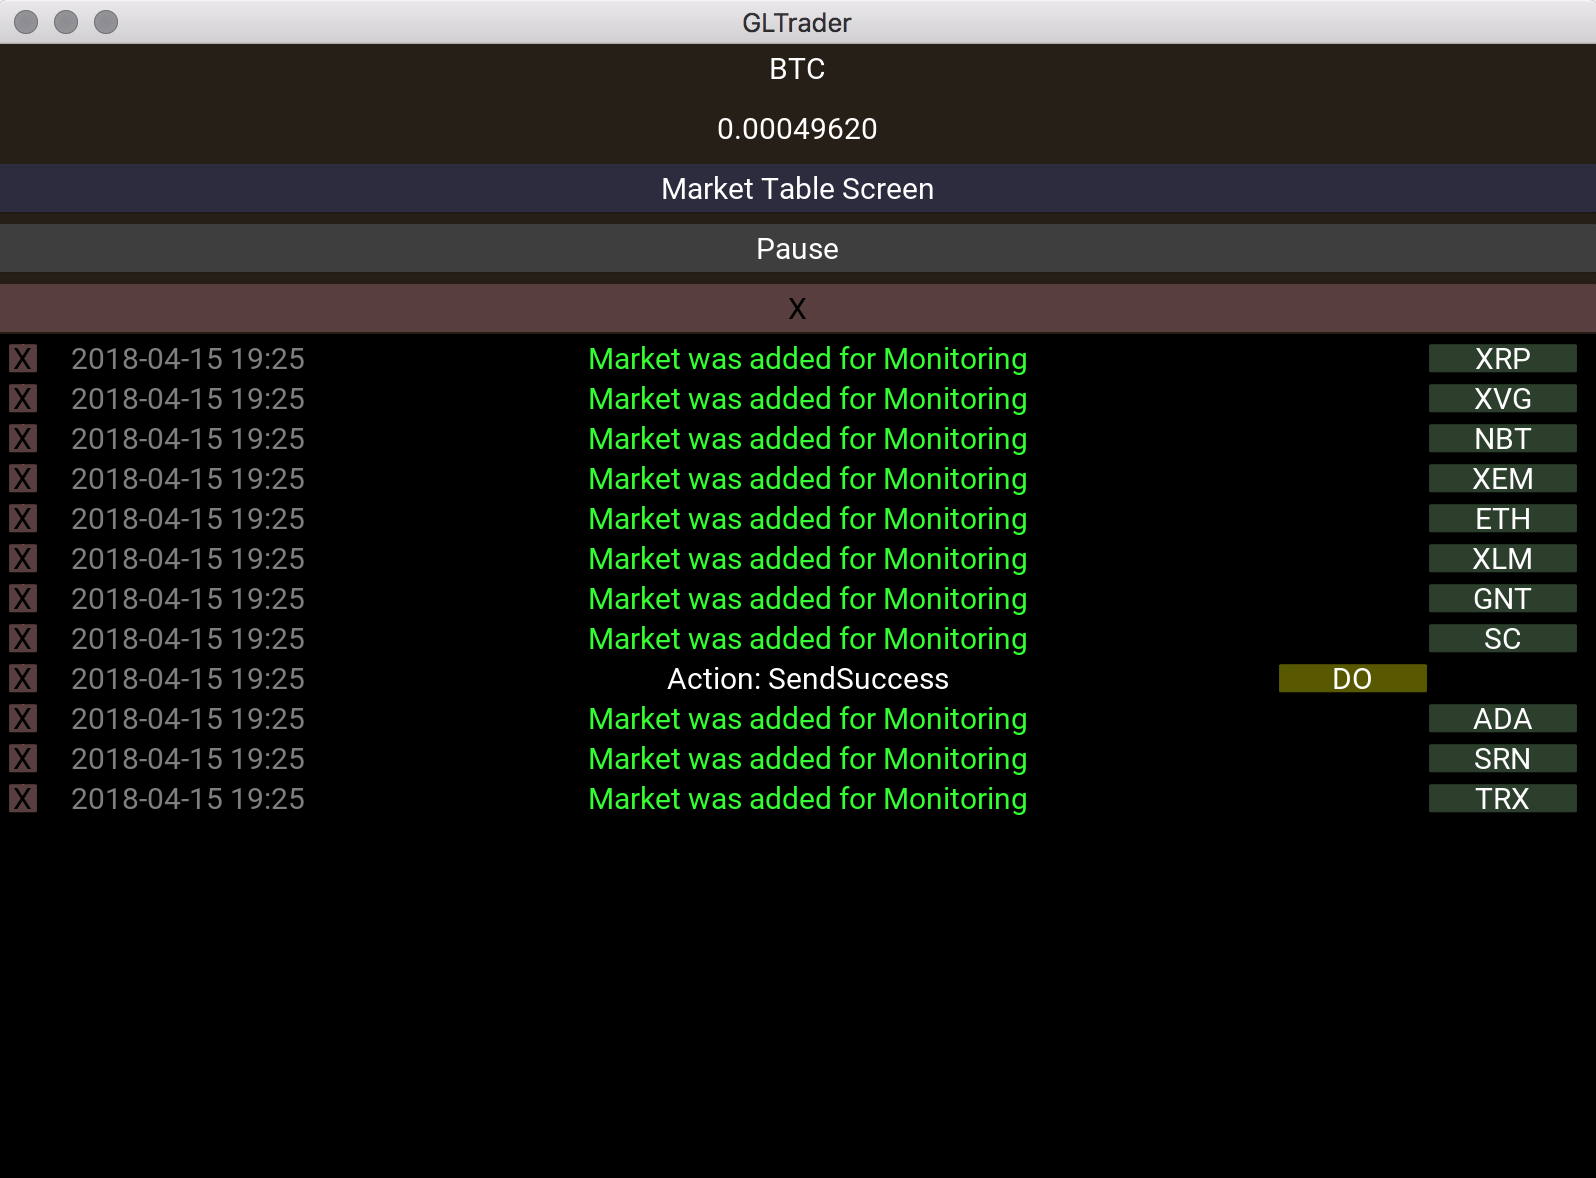 GLTrader
BTC
0.00049620
Market Table Screen
Pause
X
X 2018-04-15 19:25 Market was added for Monitoring XRP
X 2018-04-15 19:25 Market was added for Monitoring XVG
X 2018-04-15 19:25 Market was added for Monitoring NBT
X 2018-04-15 19:25 Market was added for Monitoring XEM
X 2018-04-15 19:25 Market was added for Monitoring ETH
X 2018-04-15 19:25 Market was added for Monitoring XLM
X 2018-04-15 19:25 Market was added for Monitoring GNT
X 2018-04-15 19:25 Market was added for Monitoring SC
X 2018-04-15 19:25 Action: SendSuccess DO
X 2018-04-15 19:25 Market was added for Monitoring ADA
X 2018-04-15 19:25 Market was added for Monitoring SRN
X 2018-04-15 19:25 Market was added for Monitoring TRX